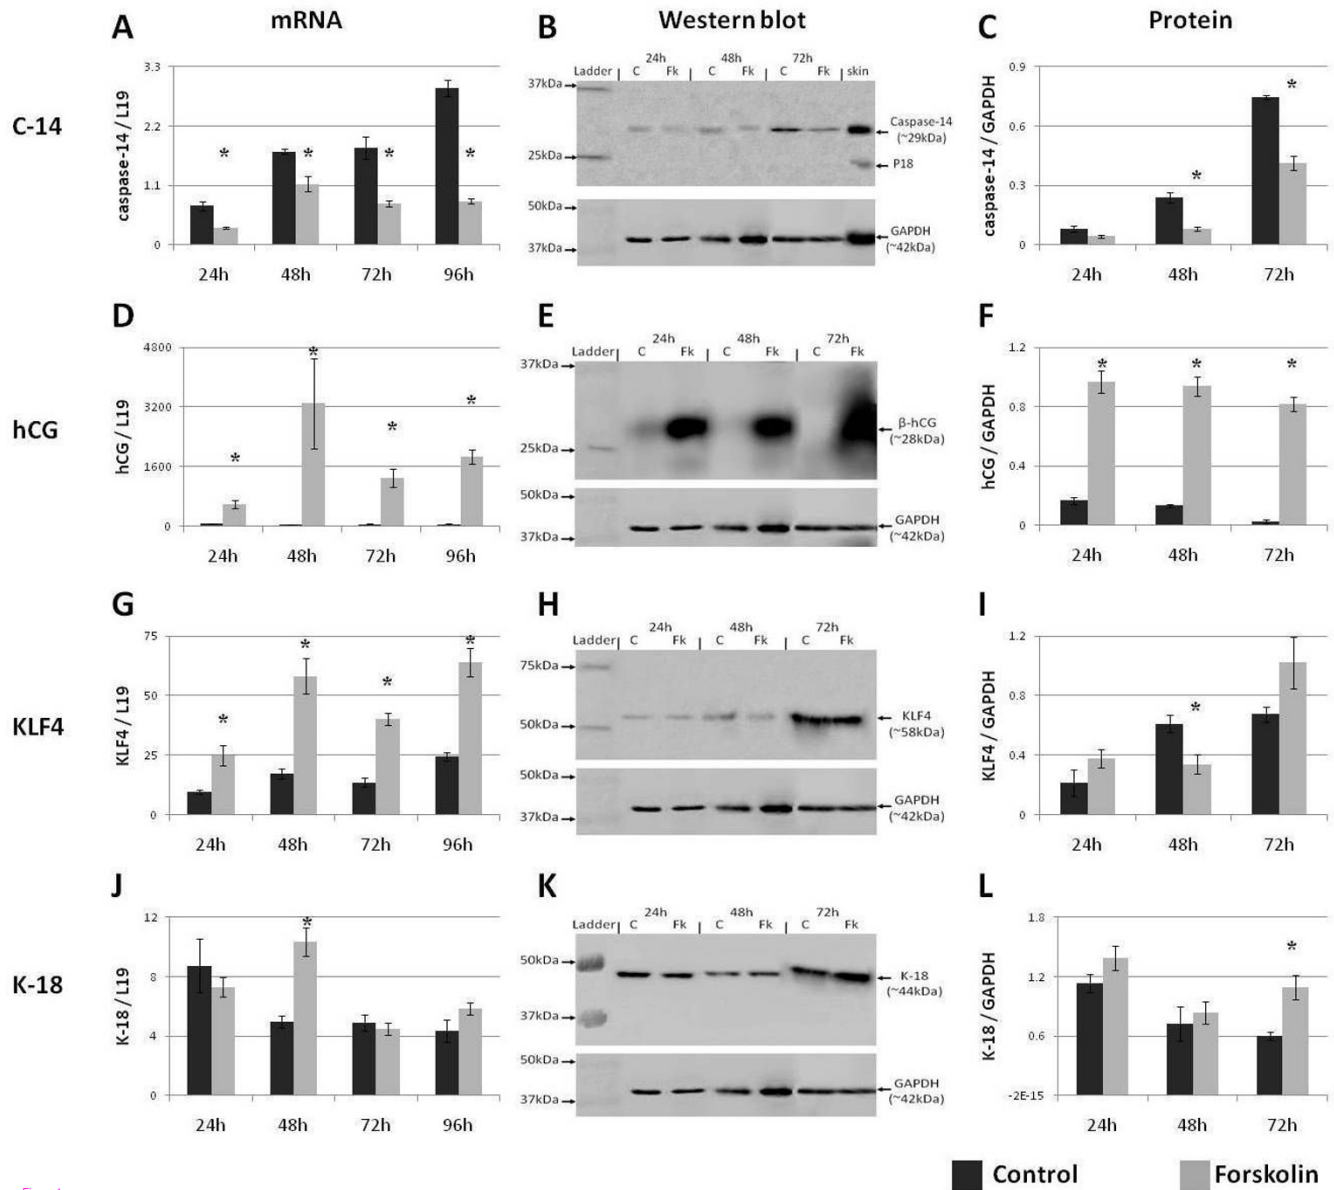 mRNA Western blot Protein
C-14
A
caspase-14 / L19
3.3
2.2
1.1
0
* * * *
24h 48h 72h 96h
B
24h 48h 72h
Ladder C Fk C Fk C Fk skin
37kDa
25kDa
Caspase-14
(~29kDa)
P18
50kDa
37kDa
GAPDH
(~42kDa)
C
caspase-14 / GAPDH
0.9
0.6
0.3
0
* *
24h 48h 72h
hCG
D
hCG / L19
4800
3200
1600
0
* * * *
24h 48h 72h 96h
E
24h 48h 72h
Ladder C Fk C Fk C Fk
37kDa
25kDa
β-hCG
(~28kDa)
50kDa
37kDa
GAPDH
(~42kDa)
F
hCG / GAPDH
1.2
0.8
0.4
0
* * *
24h 48h 72h
KLF4
G
KLF4 / L19
75
50
25
0
* * * *
24h 48h 72h 96h
H
24h 48h 72h
Ladder C Fk C Fk C Fk
75kDa
50kDa
KLF4
(~58kDa)
50kDa
37kDa
GAPDH
(~42kDa)
I
KLF4 / GAPDH
1.2
0.8
0.4
0
*
24h 48h 72h
K-18
J
K-18 / L19
12
8
4
0
*
24h 48h 72h 96h
K
24h 48h 72h
Ladder C Fk C Fk C Fk
50kDa
37kDa
K-18
(~44kDa)
50kDa
37kDa
GAPDH
(~42kDa)
L
K-18 / GAPDH
1.8
1.2
0.6
-2E-15
*
24h 48h 72h
Control Forskolin